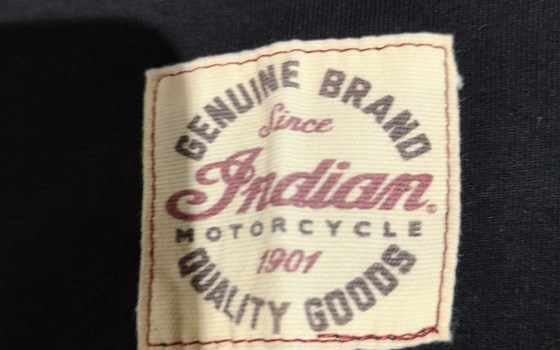 GENUINE BRAND
Since
Indian®
MOTORCYCLE
1901
QUALITY GOODS